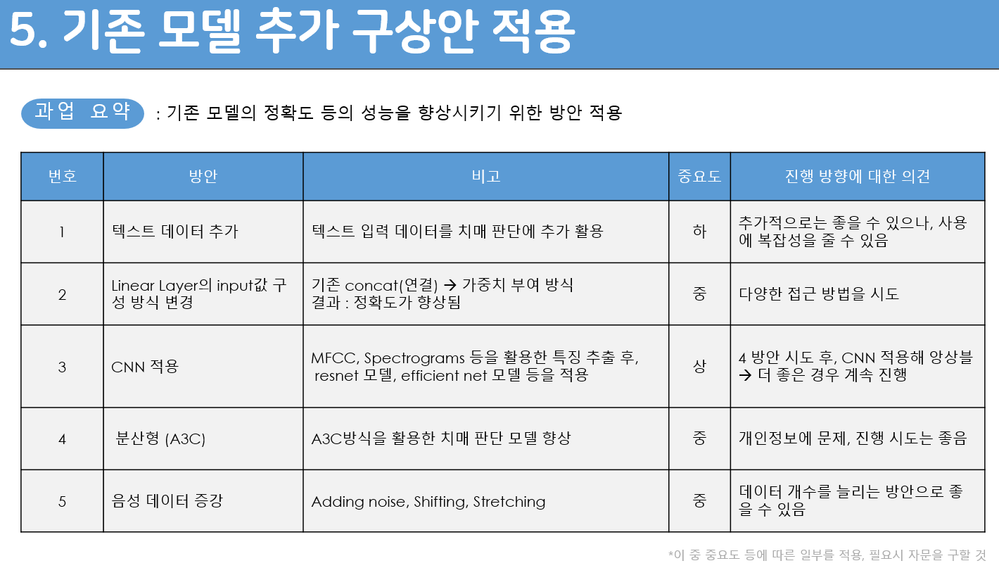 5. 기존 모델 추가 구상안 적용
과업 요약 : 기존 모델의 정확도 등의 성능을 향상시키기 위한 방안 적용
번호 방안 비고 중요도 진행 방향에 대한 의견
1
텍스트 데이터 추가
텍스트 입력 데이터를 치매 판단에 추가 활용
하
추가적으로는 좋을 수 있으나, 사용
에 복잡성을 줄 수 있음
2
Linear Layer의 input값 구
성 방식 변경
기존 concat(연결) → 가중치 부여 방식
결과 : 정확도가 향상됨
중
다양한 접근 방법을 시도
3
CNN 적용
MFCC, Spectrograms 등을 활용한 특징 추출 후,
resnet 모델, efficient net 모델 등을 적용
상
4 방안 시도 후, CNN 적용해 앙상블
→ 더 좋은 경우 계속 진행
4
분산형 (A3C)
A3C방식을 활용한 치매 판단 모델 향상
중
개인정보에 문제, 진행 시도는 좋음
5
음성 데이터 증강
Adding noise, Shifting, Stretching
중
데이터 개수를 늘리는 방안으로 좋
을 수 있음
*이 중 중요도 등에 따른 일부를 적용, 필요시 자문을 구할 것